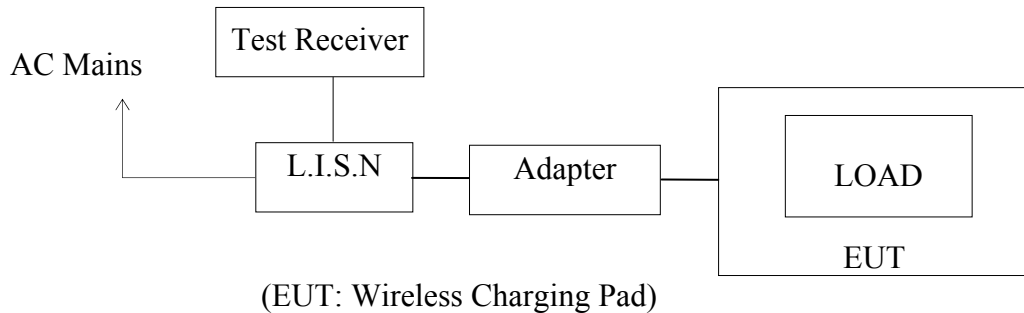 Test Receiver
AC Mains
L.I.S.N
Adapter
LOAD
EUT
(EUT: Wireless Charging Pad)